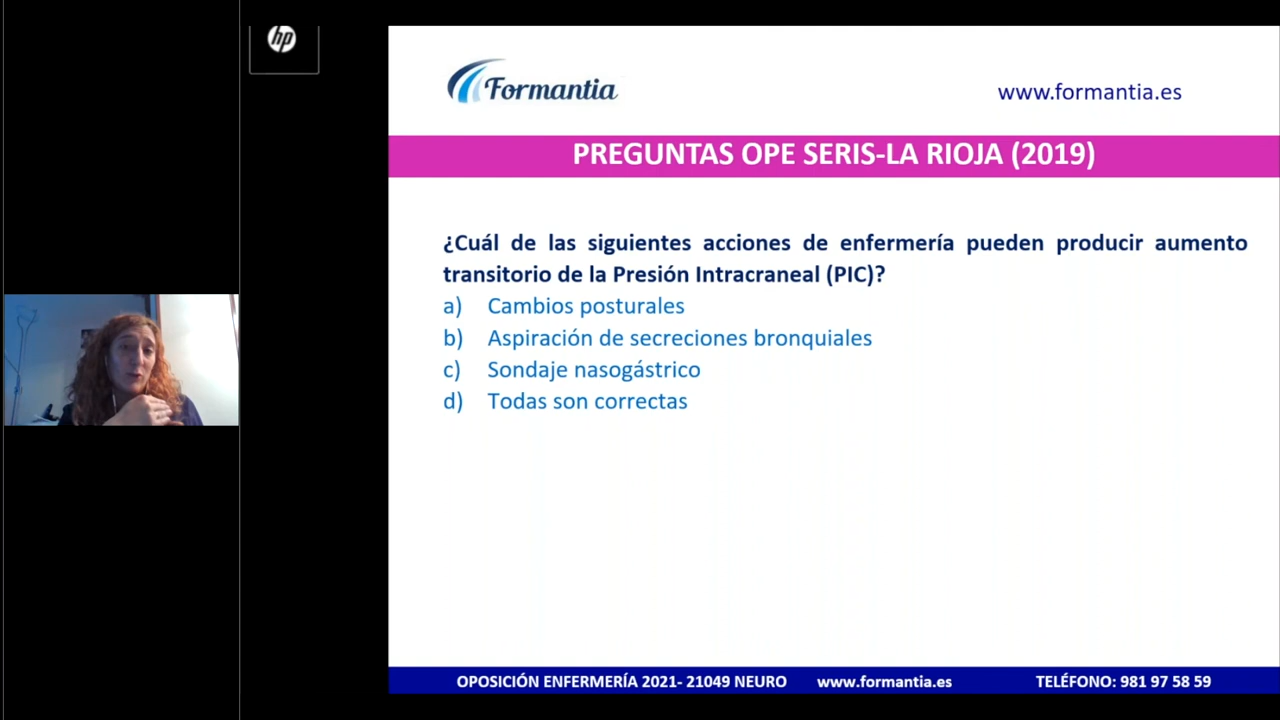 hp
Formantia
www.formantia.es
PREGUNTAS OPE SERIS-LA RIOJA (2019)
¿Cuál de las siguientes acciones de enfermería pueden producir aumento
transitorio de la Presión Intracraneal (PIC)?
a) Cambios posturales
b) Aspiración de secreciones bronquiales
c) Sondaje nasogástrico
d) Todas son correctas
OPOSICIÓN ENFERMERÍA 2021- 21049 NEURO www.formantia.es TELÉFONO: 981 97 58 59